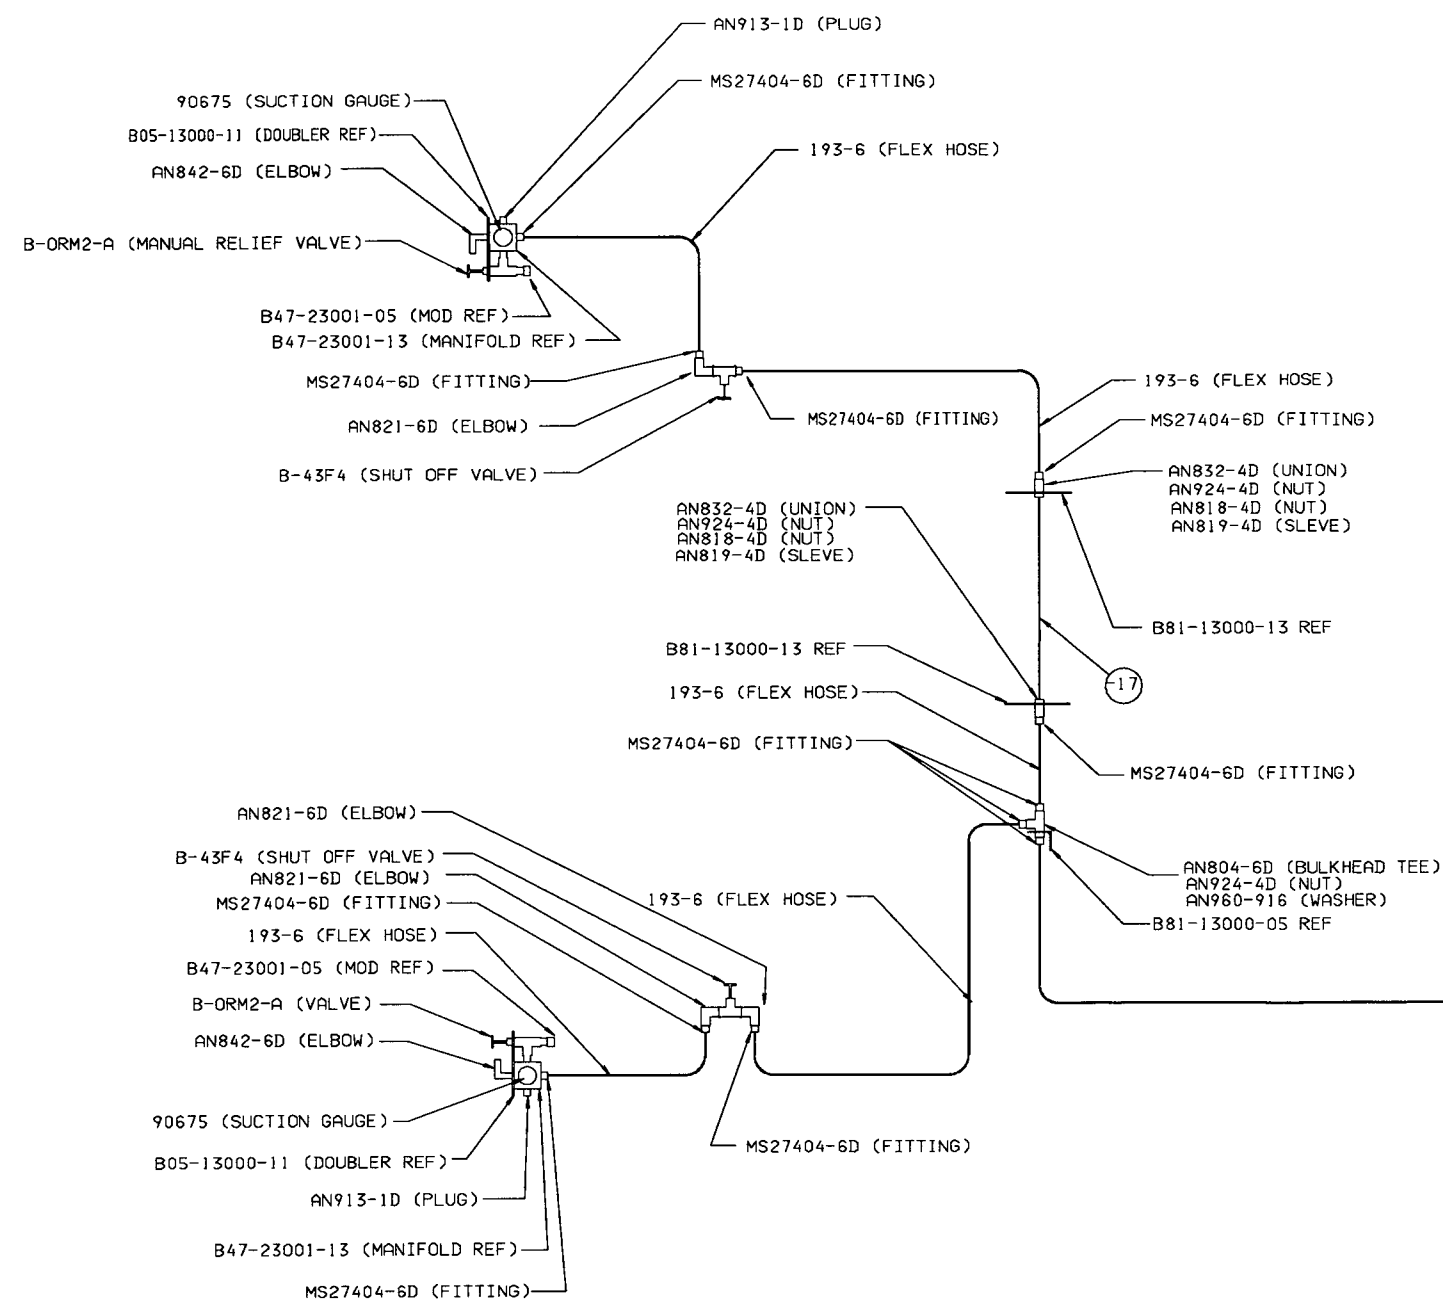 AN913-1D (PLUG)
MS27404-6D (FITTING)
90675 (SUCTION GAUGE)
B05-13000-11 (DOUBLER REF)
193-6 (FLEX HOSE)
AN842-6D (ELBOW)
B-ORM2-A (MANUAL RELIEF VALVE)
B47-23001-05 (MOD REF)
B47-23001-13 (MANIFOLD REF)
MS27404-6D (FITTING)
193-6 (FLEX HOSE)
AN821-6D (ELBOW)
MS27404-6D (FITTING)
MS27404-6D (FITTING)
B-43F4 (SHUT OFF VALVE)
AN832-4D (UNION)
AN924-4D (NUT)
AN818-4D (NUT)
AN819-4D (SLEVE)
AN832-4D (UNION)
AN924-4D (NUT)
AN818-4D (NUT)
AN819-4D (SLEVE)
B81-13000-13 REF
B81-13000-13 REF
-17
193-6 (FLEX HOSE)
MS27404-6D (FITTING)
MS27404-6D (FITTING)
AN821-6D (ELBOW)
B-43F4 (SHUT OFF VALVE)
AN821-6D (ELBOW)
MS27404-6D (FITTING)
193-6 (FLEX HOSE)
AN804-6D (BULKHEAD TEE)
AN924-4D (NUT)
AN960-916 (WASHER)
B81-13000-05 REF
193-6 (FLEX HOSE)
B47-23001-05 (MOD REF)
B-ORM2-A (VALVE)
AN842-6D (ELBOW)
90675 (SUCTION GAUGE)
MS27404-6D (FITTING)
B05-13000-11 (DOUBLER REF)
AN913-1D (PLUG)
B47-23001-13 (MANIFOLD REF)
MS27404-6D (FITTING)